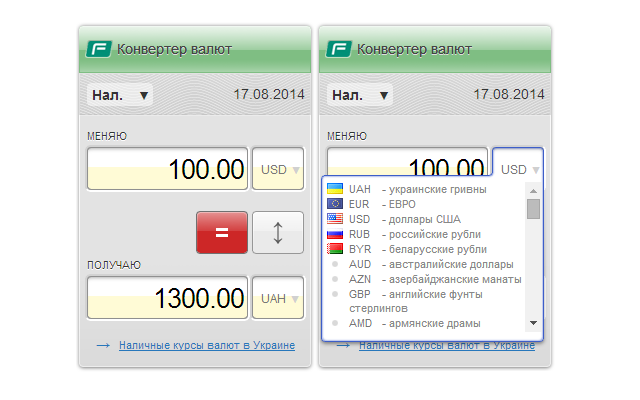 Конвертер валют
Нал. ▼ 17.08.2014
МЕНЯЮ
100.00 USD ▼
= ↕
ПОЛУЧАЮ
1300.00 UAH ▼
→ Наличные курсы валют в Украине
Конвертер валют
Нал. ▼ 17.08.2014
МЕНЯЮ
100.00 USD ▼
UAH - украинские гривны
EUR - ЕВРО
USD - доллары США
RUB - российские рубли
BYR - беларусские рубли
AUD - австралийские доллары
AZN - азербайджанские манаты
GBP - английские фунты
стерлингов
AMD - армянские драмы
→ Наличные курсы валют в Украине